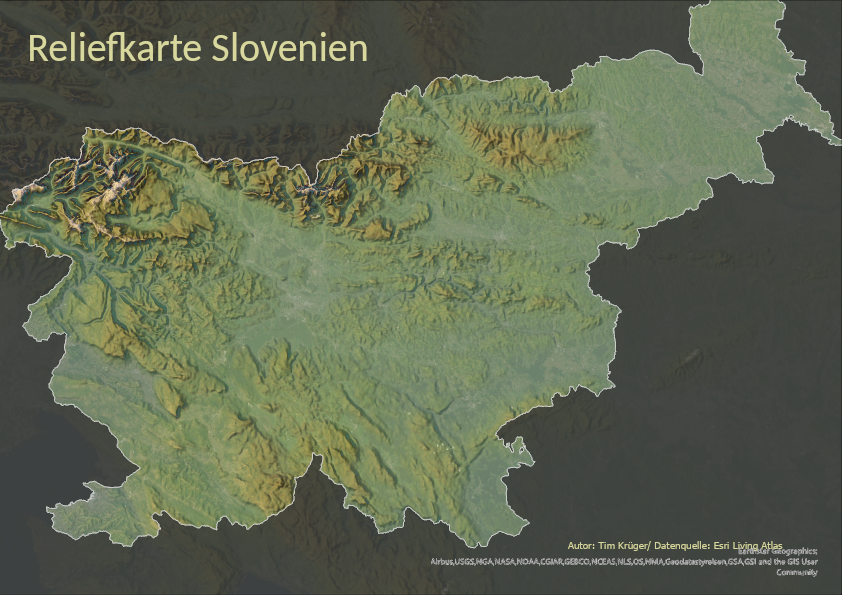 Reliefkarte Slovenien
Autor: Tim Krüger/ Datenquelle: Esri Living Atlas
Earthstar Geographics;
Airbus,USGS,NGA,NASA,NOAA,CGIAR,GEBCO,NCEAS,NLS,OS,NMA,Geodatastyrelsen,GSA,GSI and the GIS User
Community